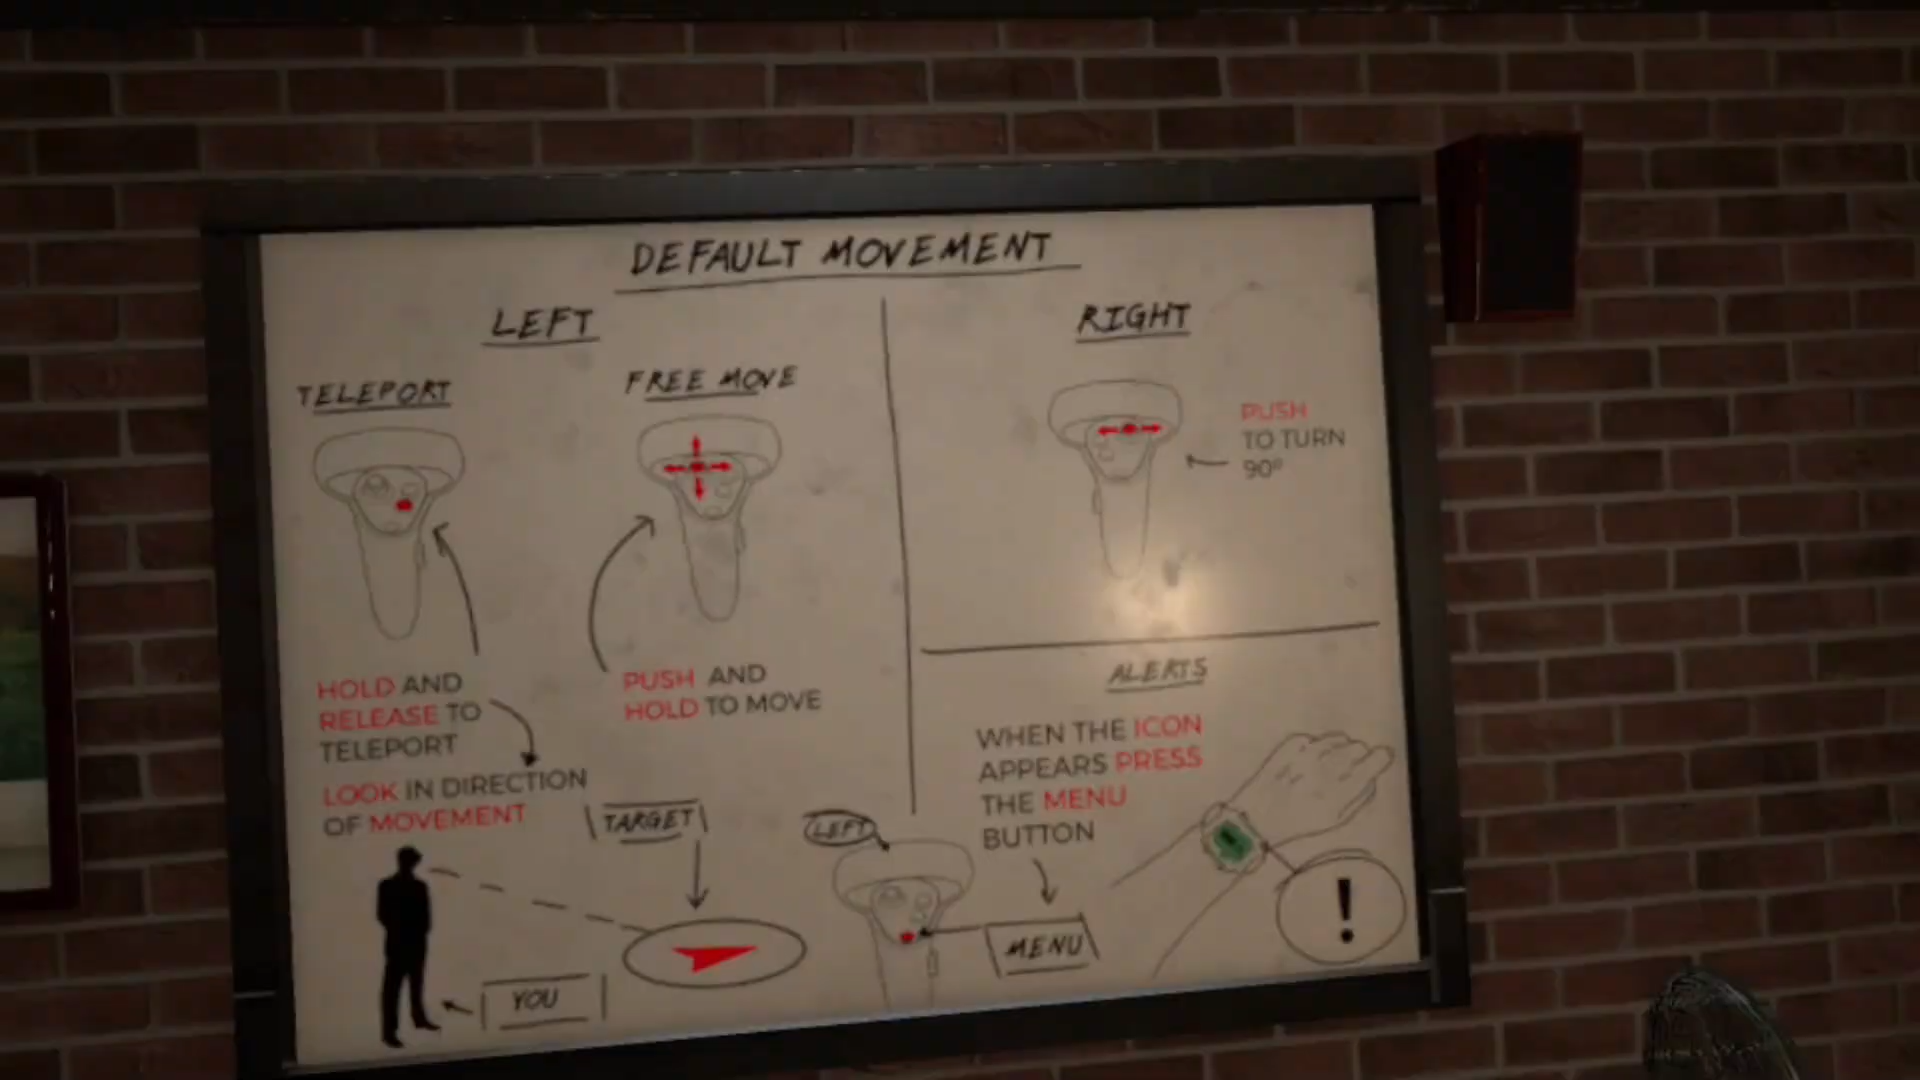 DEFAULT MOVEMENT
LEFT
TELEPORT
FREE MOVE
HOLD AND
RELEASE TO
TELEPORT
LOOK IN DIRECTION
OF MOVEMENT
PUSH AND
HOLD TO MOVE
TARGET
YOU
RIGHT
PUSH
TO TURN
90º
ALERTS
WHEN THE ICON
APPEARS PRESS
THE MENU
BUTTON
LEFT
MENU
!